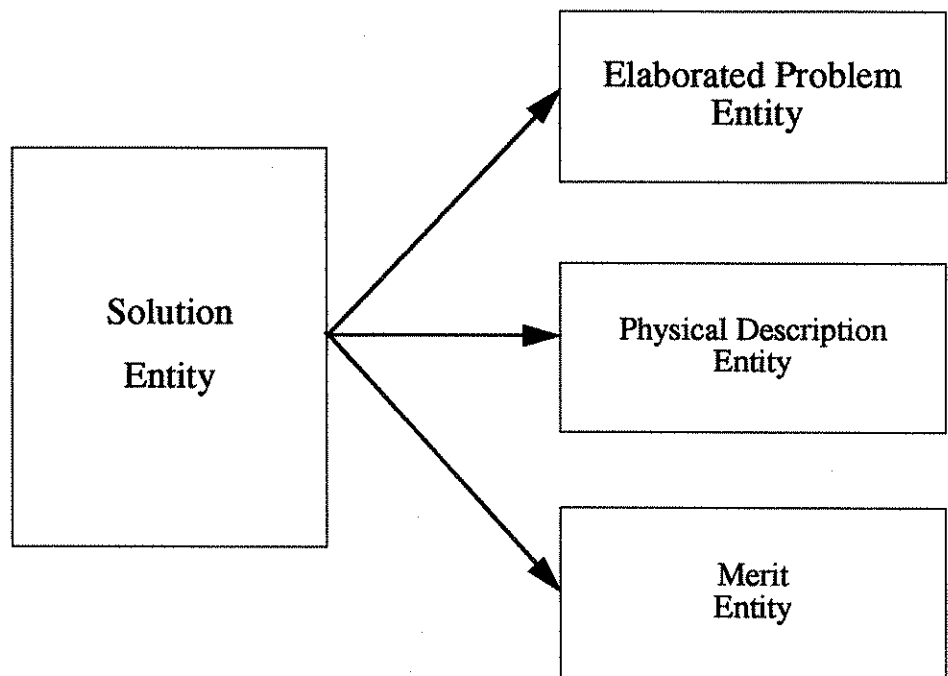 Solution
Entity
Elaborated Problem
Entity
Physical Description
Entity
Merit
Entity